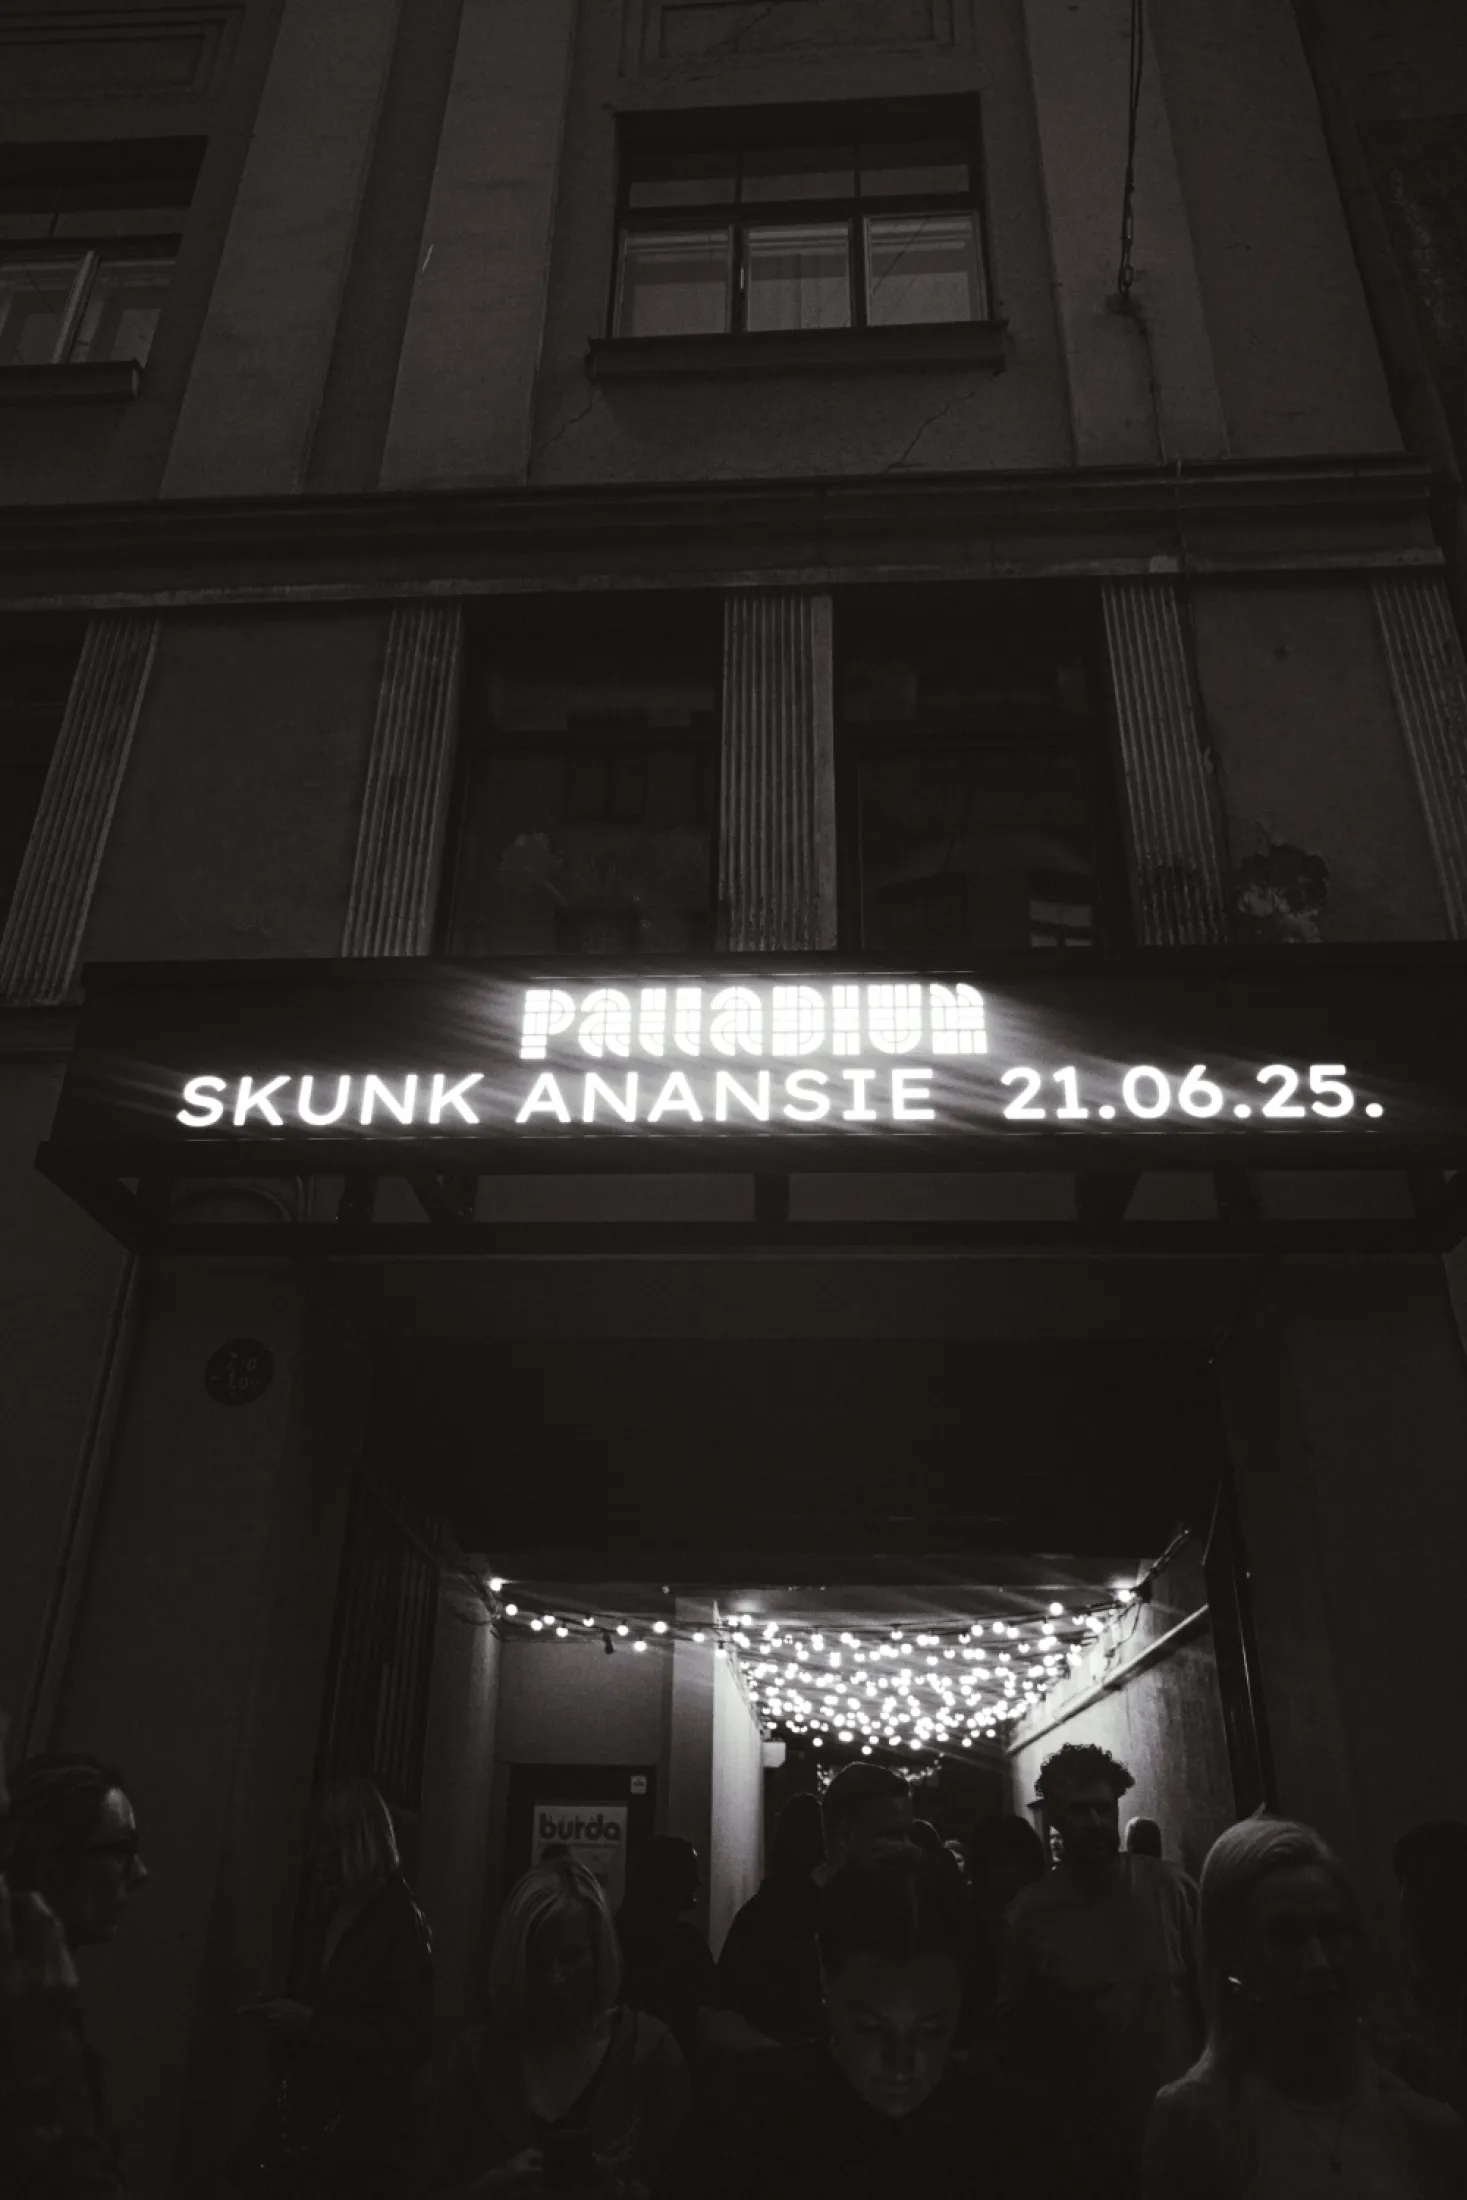 PALLADIUM
SKUNK ANANSIE 21.06.25.
burda